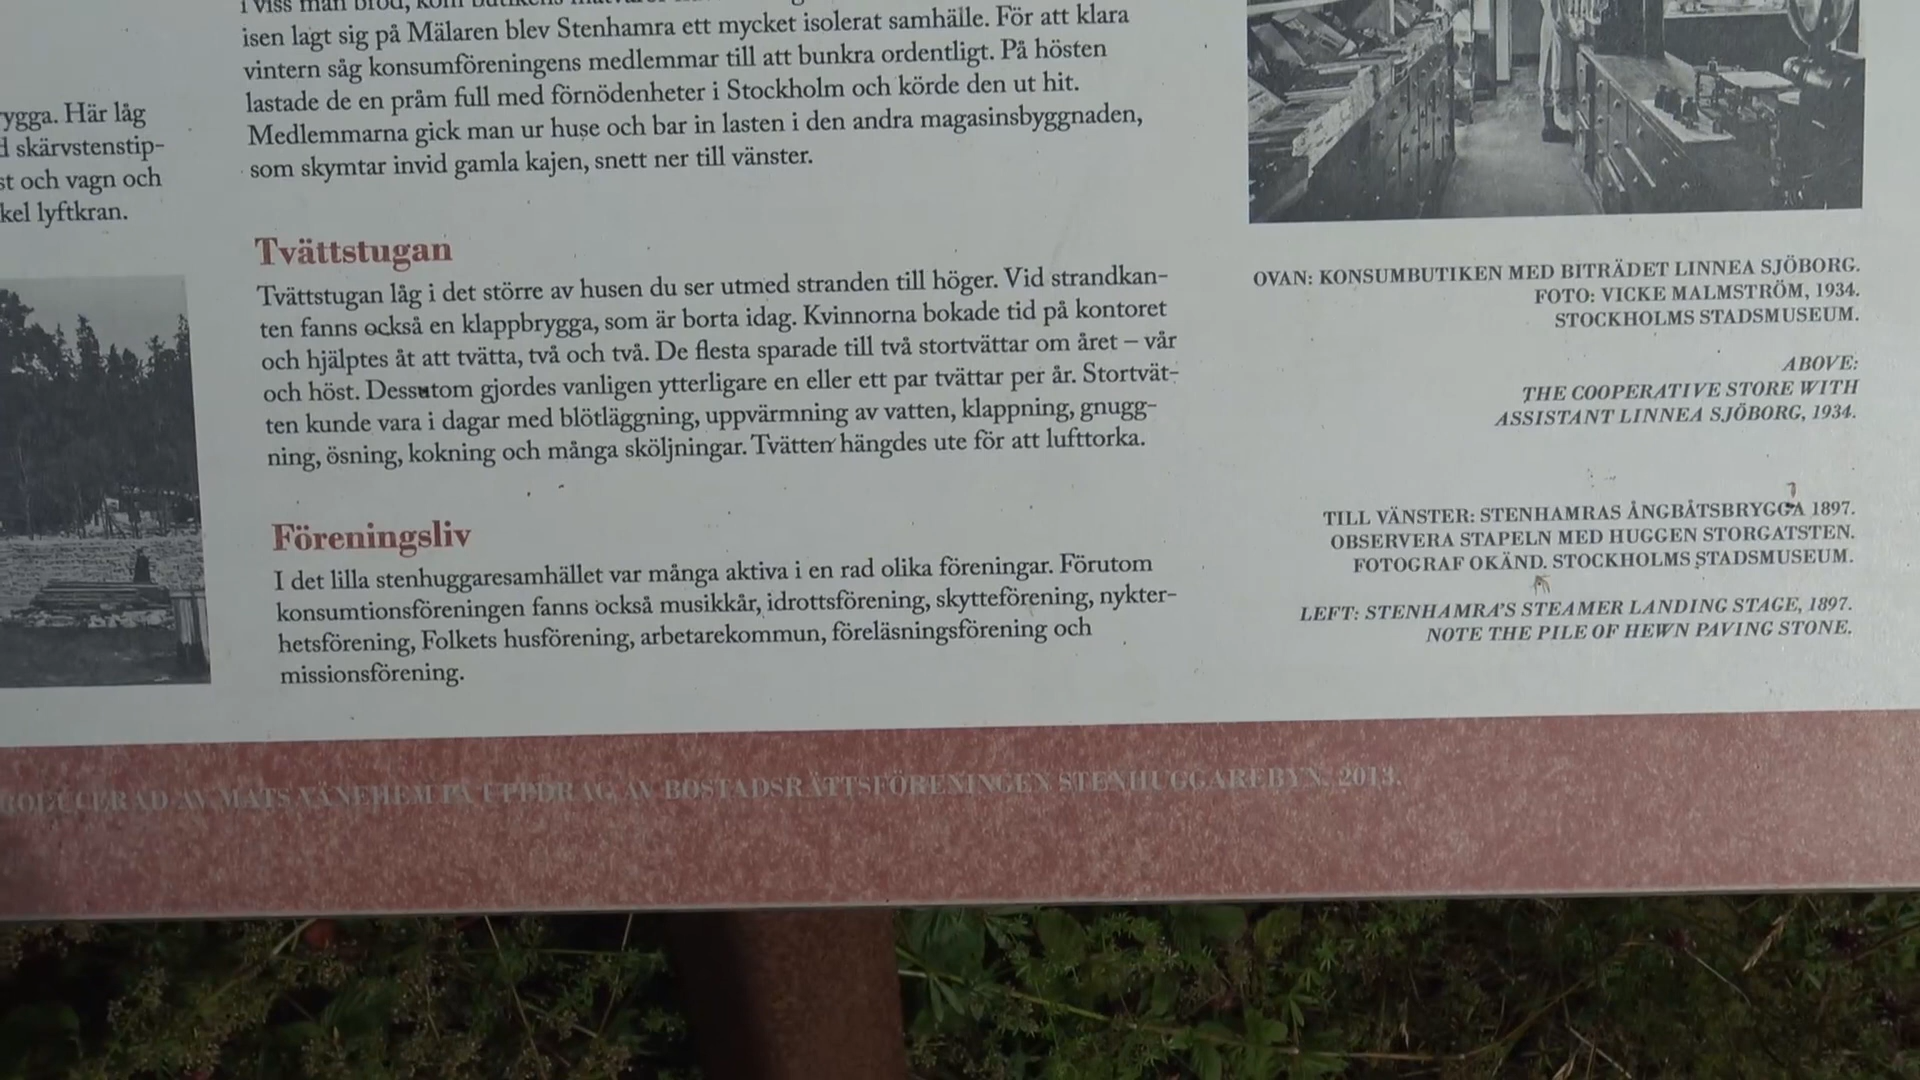 ygga. Här låg
d skärvstenstip-
st och vagn och
kel lyftkran.
isen lagt sig på Mälaren blev Stenhamra ett mycket isolerat samhälle. För att klara
vintern såg konsumföreningens medlemmar till att bunkra ordentligt. På hösten
lastade de en pråm full med förnödenheter i Stockholm och körde den ut hit.
Medlemmarna gick man ur huse och bar in lasten i den andra magasinsbyggnaden,
som skymtar invid gamla kajen, snett ner till vänster.
Tvättstugan
Tvättstugan låg i det större av husen du ser utmed stranden till höger. Vid strandkan-
ten fanns också en klappbrygga, som är borta idag. Kvinnorna bokade tid på kontoret
och hjälptes åt att tvätta, två och två. De flesta sparade till två stortvättar om året – vår
och höst. Dessutom gjordes vanligen ytterligare en eller ett par tvättar per år. Stortvät-
ten kunde vara i dagar med blötläggning, uppvärmning av vatten, klappning, gnugg-
ning, ösning, kokning och många sköljningar. Tvätten hängdes ute för att lufttorka.
Föreningsliv
I det lilla stenhuggaresamhället var många aktiva i en rad olika föreningar. Förutom
konsumtionsföreningen fanns också musikkår, idrottsförening, skytteförening, nykter-
hetsförening, Folkets husförening, arbetarekommun, föreläsningsförening och
missionsförening.
OVAN: KONSUMBUTIKEN MED BITRÄDET LINNEA SJÖBORG.
FOTO: VICKE MALMSTRÖM, 1934.
STOCKHOLMS STADSMUSEUM.
ABOVE:
THE COOPERATIVE STORE WITH
ASSISTANT LINNEA SJÖBORG, 1934.
TILL VÄNSTER: STENHAMRAS ÅNGBÅTSBRYGGA 1897.
OBSERVERA STAPELN MED HUGGEN STORGATSTEN.
FOTOGRAF OKÄND. STOCKHOLMS STADSMUSEUM.
LEFT: STENHAMRA'S STEAMER LANDING STAGE, 1897.
NOTE THE PILE OF HEWN PAVING STONE.
AV MATS VÄNEHEM PÅ UPPDRAG AV BOSTADSRÄTTSFÖRENINGEN STENHUGGAREBYN, 2013.